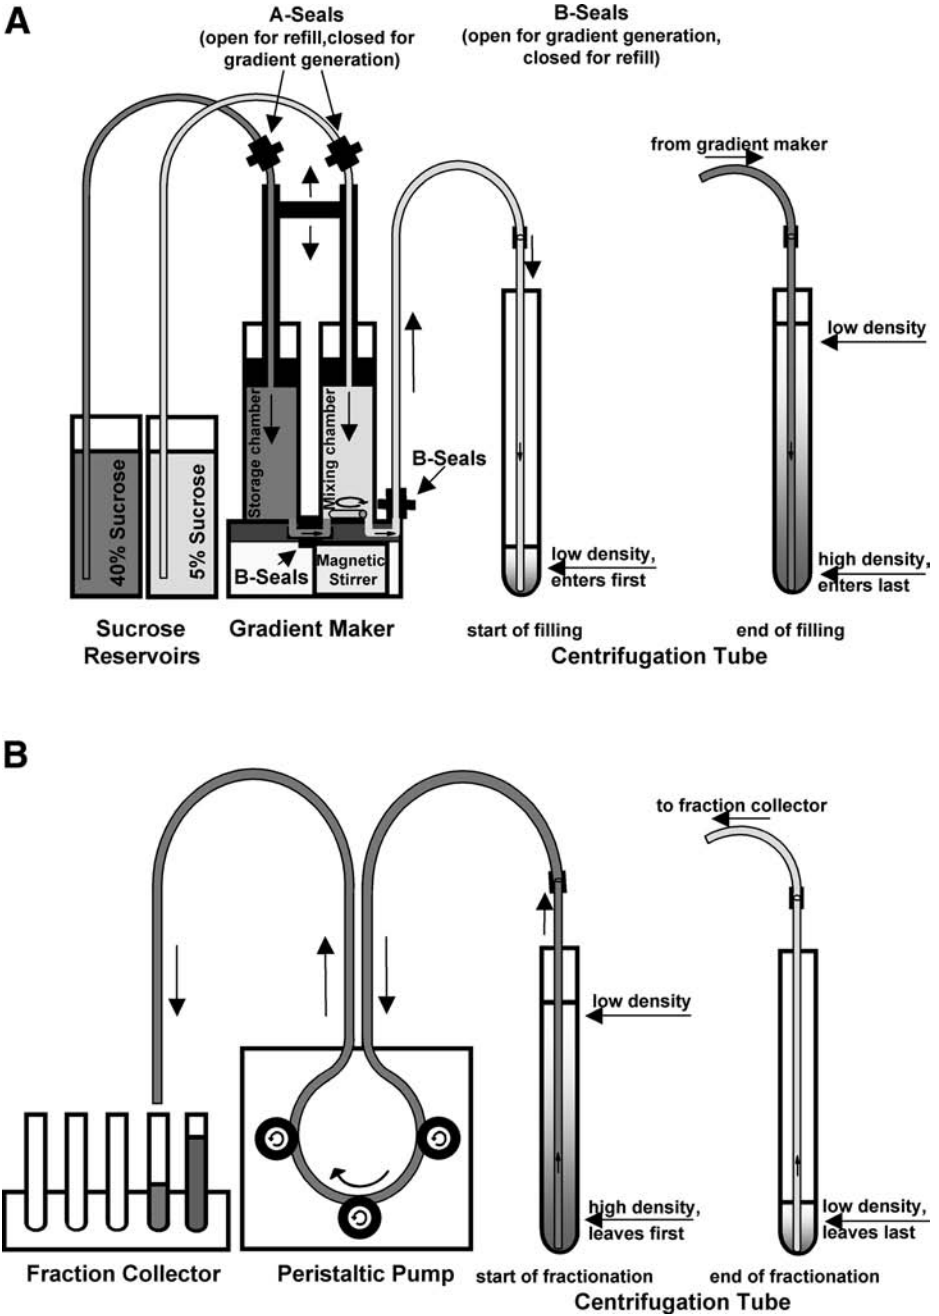 A
A-Seals
(open for refill,closed for
gradient generation)
B-Seals
(open for gradient generation,
closed for refill)
from gradient maker
low density
Storage chamber
Mixing chamber
B-Seals
40% Sucrose
5% Sucrose
B-Seals
Magnetic
Stirrer
low density,
enters first
high density,
enters last
Sucrose
Reservoirs
Gradient Maker
start of filling
end of filling
Centrifugation Tube
B
to fraction collector
low density
high density,
leaves first
low density,
leaves last
Fraction Collector
Peristaltic Pump
start of fractionation
end of fractionation
Centrifugation Tube